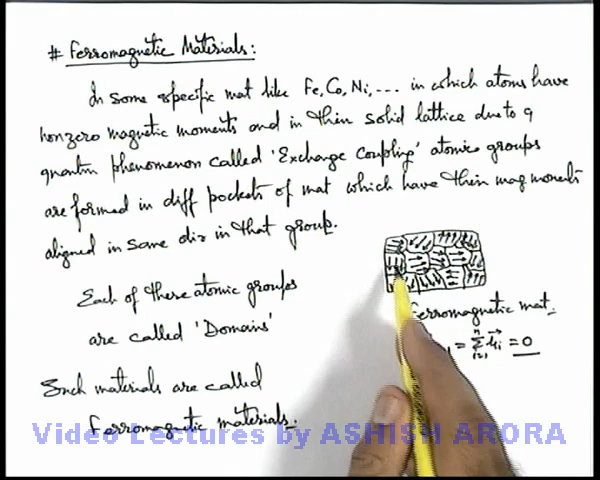 # Ferromagnetic Materials:
In some specific mat like Fe, Co, Ni, ... in which atoms have
nonzero magnetic moments and in their solid lattice due to a
quantm phenomenon called 'Exchange Coupling' atomic groups
are formed in diff pockets of mat which have their mag moments
aligned in same dir in that group.
Each of these atomic groups
are called 'Domains'
Ferromagnetic mat.
= Σ μi = 0
Such materials are called
Ferromagnetic materials.
Video Lectures by ASHISH ARORA